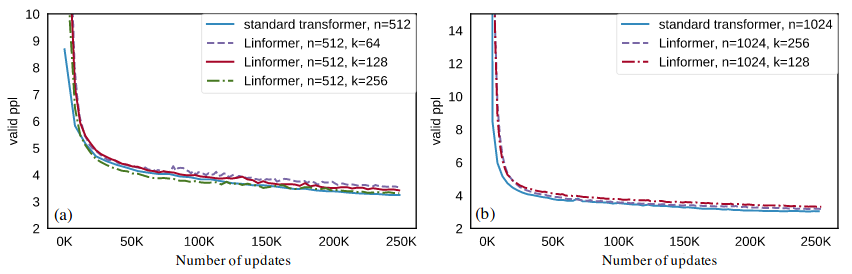 valid ppl
10
9
8
7
6
5
4
3
2
standard transformer, n=512
Linformer, n=512, k=64
Linformer, n=512, k=128
Linformer, n=512, k=256
(a)
0K 50K 100K 150K 200K 250K
Number of updates
valid ppl
14
12
10
8
6
4
2
standard transformer, n=1024
Linformer, n=1024, k=256
Linformer, n=1024, k=128
(b)
0K 50K 100K 150K 200K 250K
Number of updates